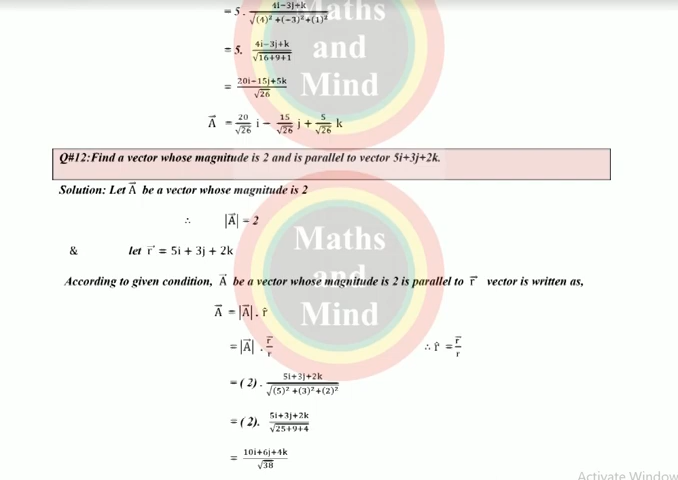 = 5 . (4i−3j+k)/√((4)² +(−3)²+(1)²)
= 5. (4i−3j+k)/√(16+9+1)
= (20i−15j+5k)/√26
A⃗ = 20/√26 i − 15/√26 j + 5/√26 k
Q#12:Find a vector whose magnitude is 2 and is parallel to vector 5i+3j+2k.
Solution: Let A⃗ be a vector whose magnitude is 2
∴ |A⃗| = 2
& let r⃗ = 5i + 3j + 2k
According to given condition, A⃗ be a vector whose magnitude is 2 is parallel to r⃗ vector is written as,
A⃗ = |A⃗| . r̂
= |A⃗| . r⃗/r ∴ r̂ = r⃗/r
= ( 2) . (5i+3j+2k)/√((5)² +(3)²+(2)²)
= ( 2). (5i+3j+2k)/√(25+9+4)
= (10i+6j+4k)/√38
Maths
and
Mind
Maths
and
Mind
Activate Window